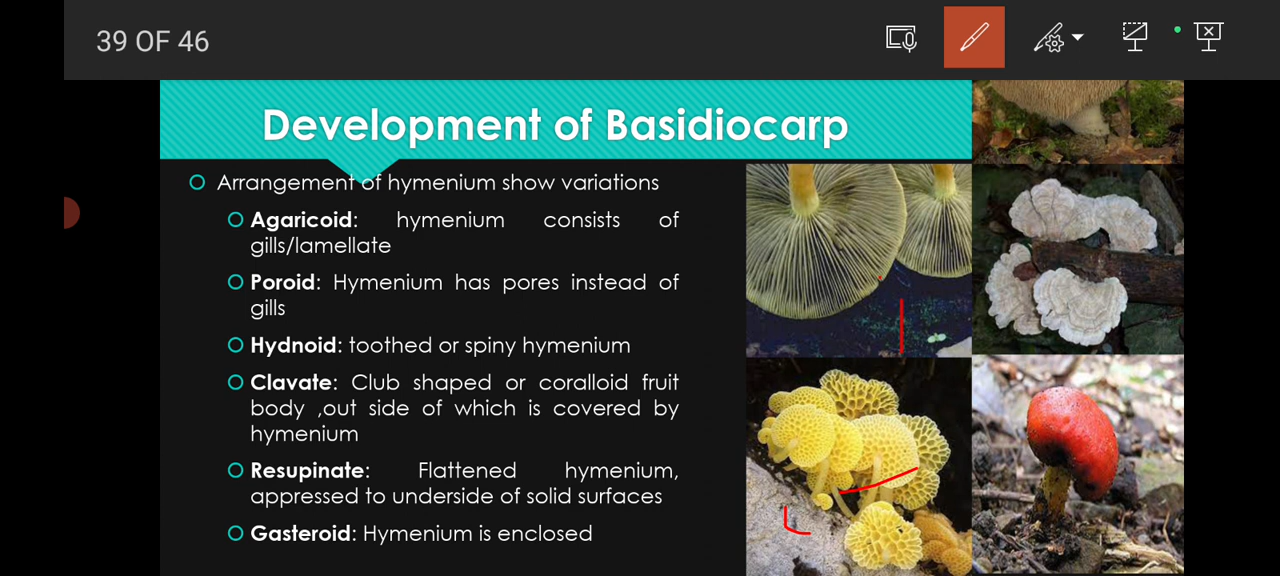 39 OF 46
Development of Basidiocarp
Arrangement of hymenium show variations
Agaricoid: hymenium consists of
gills/lamellate
Poroid: Hymenium has pores instead of
gills
Hydnoid: toothed or spiny hymenium
Clavate: Club shaped or coralloid fruit
body ,out side of which is covered by
hymenium
Resupinate: Flattened hymenium,
appressed to underside of solid surfaces
Gasteroid: Hymenium is enclosed